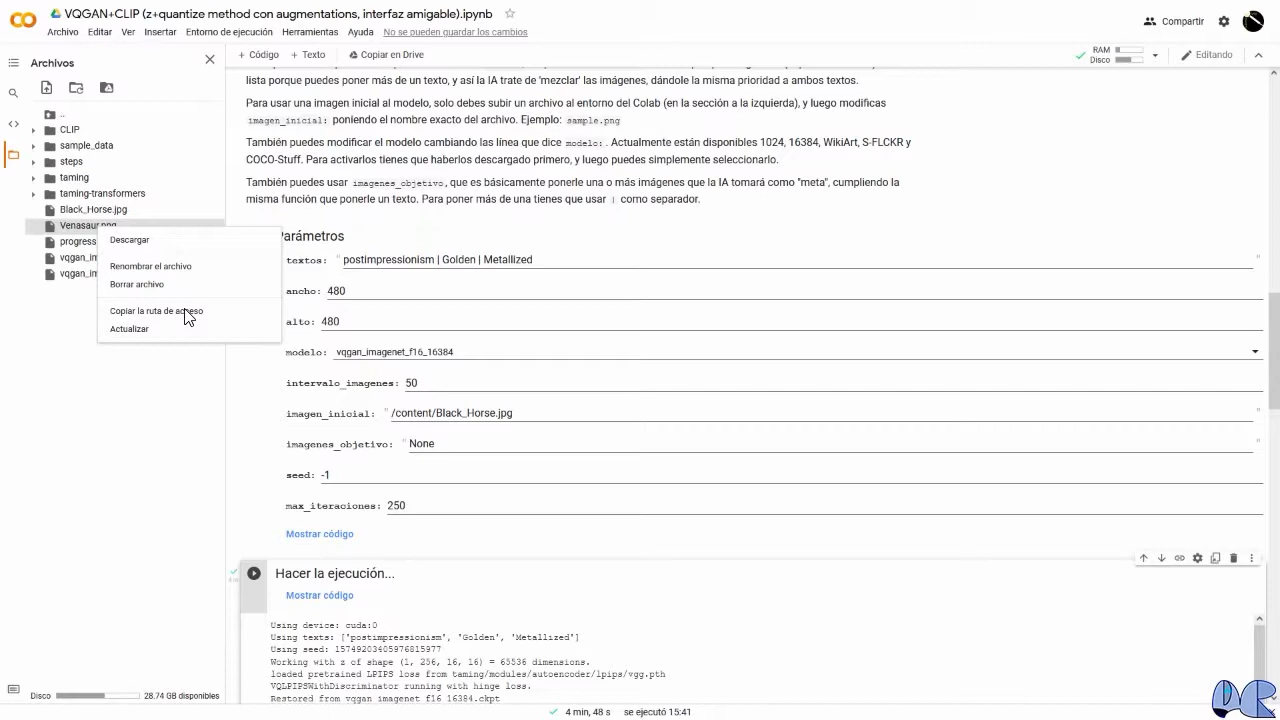 VQGAN+CLIP (z+quantize method con augmentations, interfaz amigable).ipynb
Archivo Editar Ver Insertar Entorno de ejecución Herramientas Ayuda No se pueden guardar los cambios
Compartir
Archivos
+ Código + Texto Copiar en Drive
RAM
Disco
Editando
..
CLIP
sample_data
steps
taming
taming-transformers
Black_Horse.jpg
Venasaur.png
progress
vqgan_im
vqgan_im
Descargar
Renombrar el archivo
Borrar archivo
Copiar la ruta de acceso
Actualizar
lista porque puedes poner más de un texto, y así la IA trate de 'mezclar' las imágenes, dándole la misma prioridad a ambos textos.
Para usar una imagen inicial al modelo, solo debes subir un archivo al entorno del Colab (en la sección a la izquierda), y luego modificas
imagen_inicial: poniendo el nombre exacto del archivo. Ejemplo: sample.png
También puedes modificar el modelo cambiando las línea que dice modelo:. Actualmente están disponibles 1024, 16384, WikiArt, S-FLCKR y
COCO-Stuff. Para activarlos tienes que haberlos descargado primero, y luego puedes simplemente seleccionarlo.
También puedes usar imagenes_objetivo, que es básicamente ponerle una o más imágenes que la IA tomará como "meta", cumpliendo la
misma función que ponerle un texto. Para poner más de una tienes que usar | como separador.
Parámetros
textos: " postimpressionism | Golden | Metallized "
ancho: 480
alto: 480
modelo: vqgan_imagenet_f16_16384
intervalo_imagenes: 50
imagen_inicial: " /content/Black_Horse.jpg "
imagenes_objetivo: " None "
seed: -1
max_iteraciones: 250
Mostrar código
Hacer la ejecución...
Mostrar código
Using device: cuda:0
Using texts: ['postimpressionism', 'Golden', 'Metallized']
Using seed: 15749203405976815977
Working with z of shape (1, 256, 16, 16) = 65536 dimensions.
loaded pretrained LPIPS loss from taming/modules/autoencoder/lpips/vgg.pth
VQLPIPSWithDiscriminator running with hinge loss.
Restored from vqgan_imagenet_f16_16384.ckpt
Disco 28.74 GB disponibles
4 min, 48 s se ejecutó 15:41
DCR